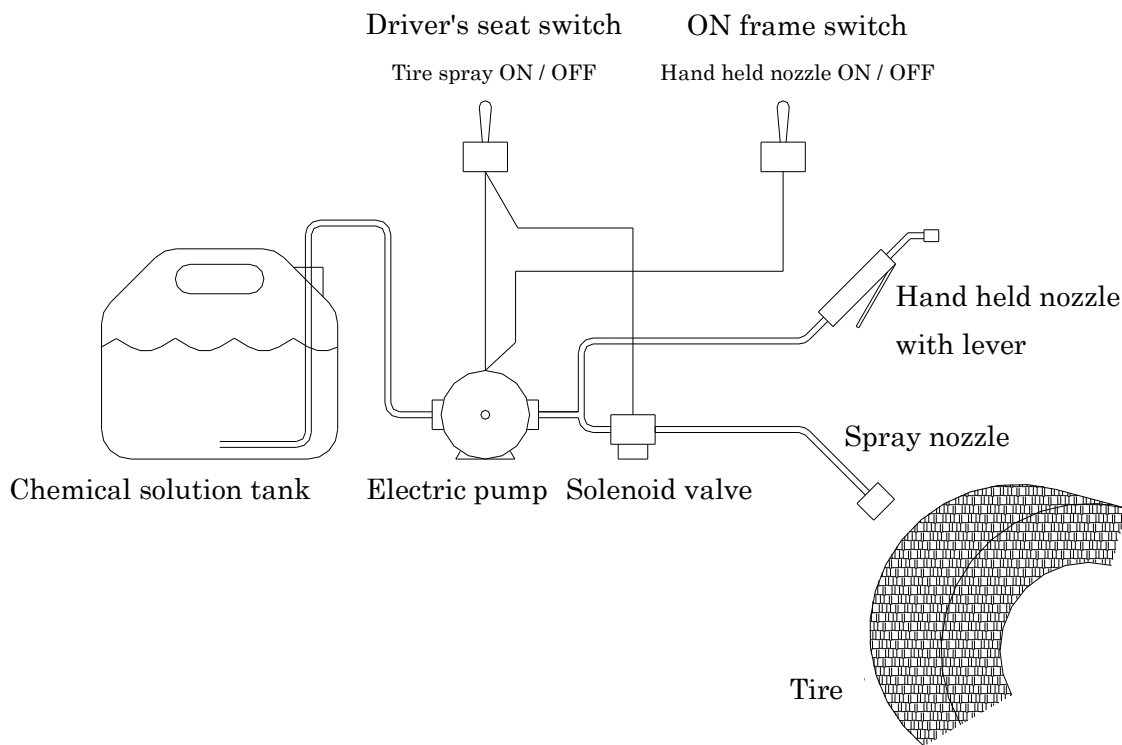 Driver's seat switch
Tire spray ON / OFF
ON frame switch
Hand held nozzle ON / OFF
Hand held nozzle
with lever
Spray nozzle
Chemical solution tank
Electric pump
Solenoid valve
Tire